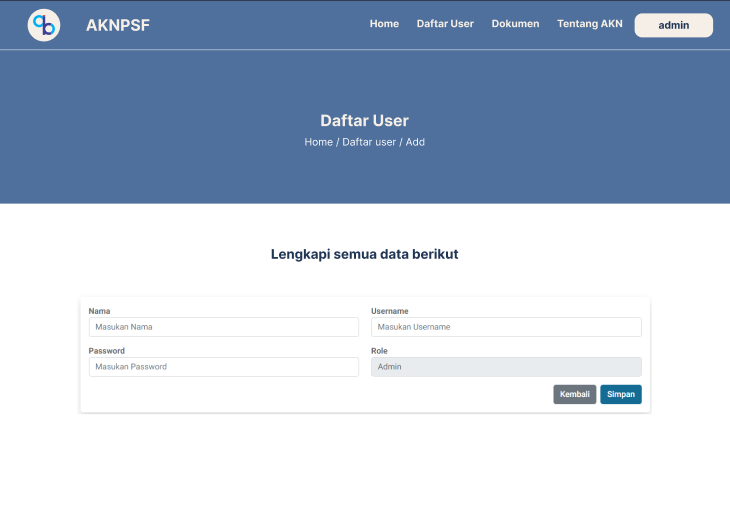 AKNPSF
Home Daftar User Dokumen Tentang AKN admin
Daftar User
Home / Daftar user / Add
Lengkapi semua data berikut
Nama Username
Masukan Nama Masukan Username
Password Role
Masukan Password Admin
Kembali Simpan